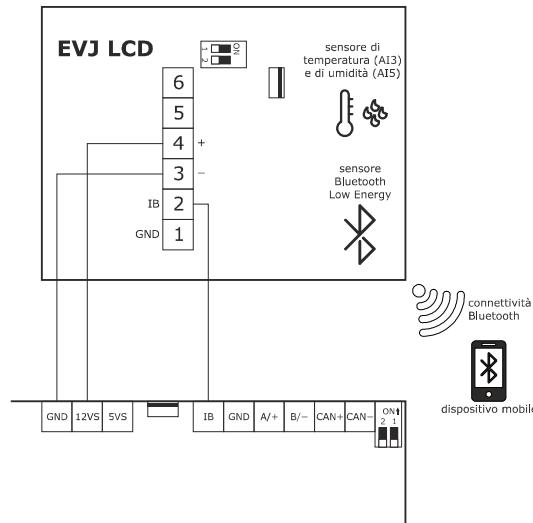 EVJ LCD
1 2
ON
sensore di
temperatura (AI3)
e di umidità (AI5)
6
5
4 +
3 −
IB 2
GND 1
sensore
Bluetooth
Low Energy
connettività
Bluetooth
dispositivo mobile
GND 12VS 5VS IB GND A/+ B/− CAN+ CAN−
ON
2 1